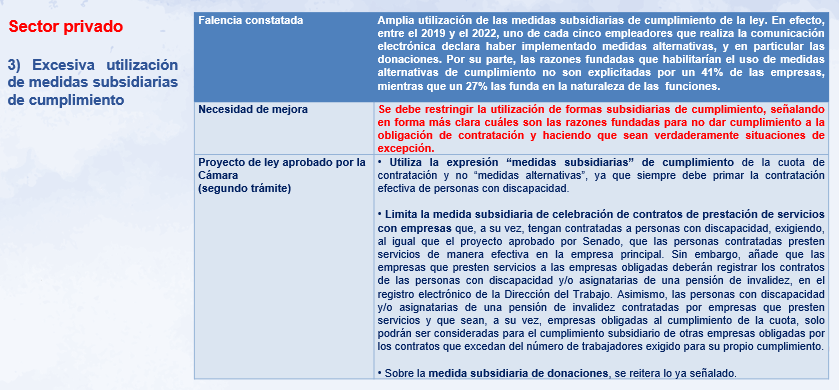 Sector privado
3) Excesiva utilización
de medidas subsidiarias
de cumplimiento
Falencia constatada
Amplia utilización de las medidas subsidiarias de cumplimiento de la ley. En efecto,
entre el 2019 y el 2022, uno de cada cinco empleadores que realiza la comunicación
electrónica declara haber implementado medidas alternativas, y en particular las
donaciones. Por su parte, las razones fundadas que habilitarían el uso de medidas
alternativas de cumplimiento no son explicitadas por un 41% de las empresas,
mientras que un 27% las funda en la naturaleza de las funciones.
Necesidad de mejora
Se debe restringir la utilización de formas subsidiarias de cumplimiento, señalando
en forma más clara cuáles son las razones fundadas para no dar cumplimiento a la
obligación de contratación y haciendo que sean verdaderamente situaciones de
excepción.
Proyecto de ley aprobado por la
Cámara
(segundo trámite)
• Utiliza la expresión “medidas subsidiarias” de cumplimiento de la cuota de
contratación y no “medidas alternativas”, ya que siempre debe primar la contratación
efectiva de personas con discapacidad.
• Limita la medida subsidiaria de celebración de contratos de prestación de servicios
con empresas que, a su vez, tengan contratadas a personas con discapacidad, exigiendo,
al igual que el proyecto aprobado por Senado, que las personas contratadas presten
servicios de manera efectiva en la empresa principal. Sin embargo, añade que las
empresas que presten servicios a las empresas obligadas deberán registrar los contratos
de las personas con discapacidad y/o asignatarias de una pensión de invalidez, en el
registro electrónico de la Dirección del Trabajo. Asimismo, las personas con discapacidad
y/o asignatarias de una pensión de invalidez contratadas por empresas que presten
servicios y que sean, a su vez, empresas obligadas al cumplimiento de la cuota, solo
podrán ser consideradas para el cumplimiento subsidiario de otras empresas obligadas por
los contratos que excedan del número de trabajadores exigido para su propio cumplimiento.
• Sobre la medida subsidiaria de donaciones, se reitera lo ya señalado.